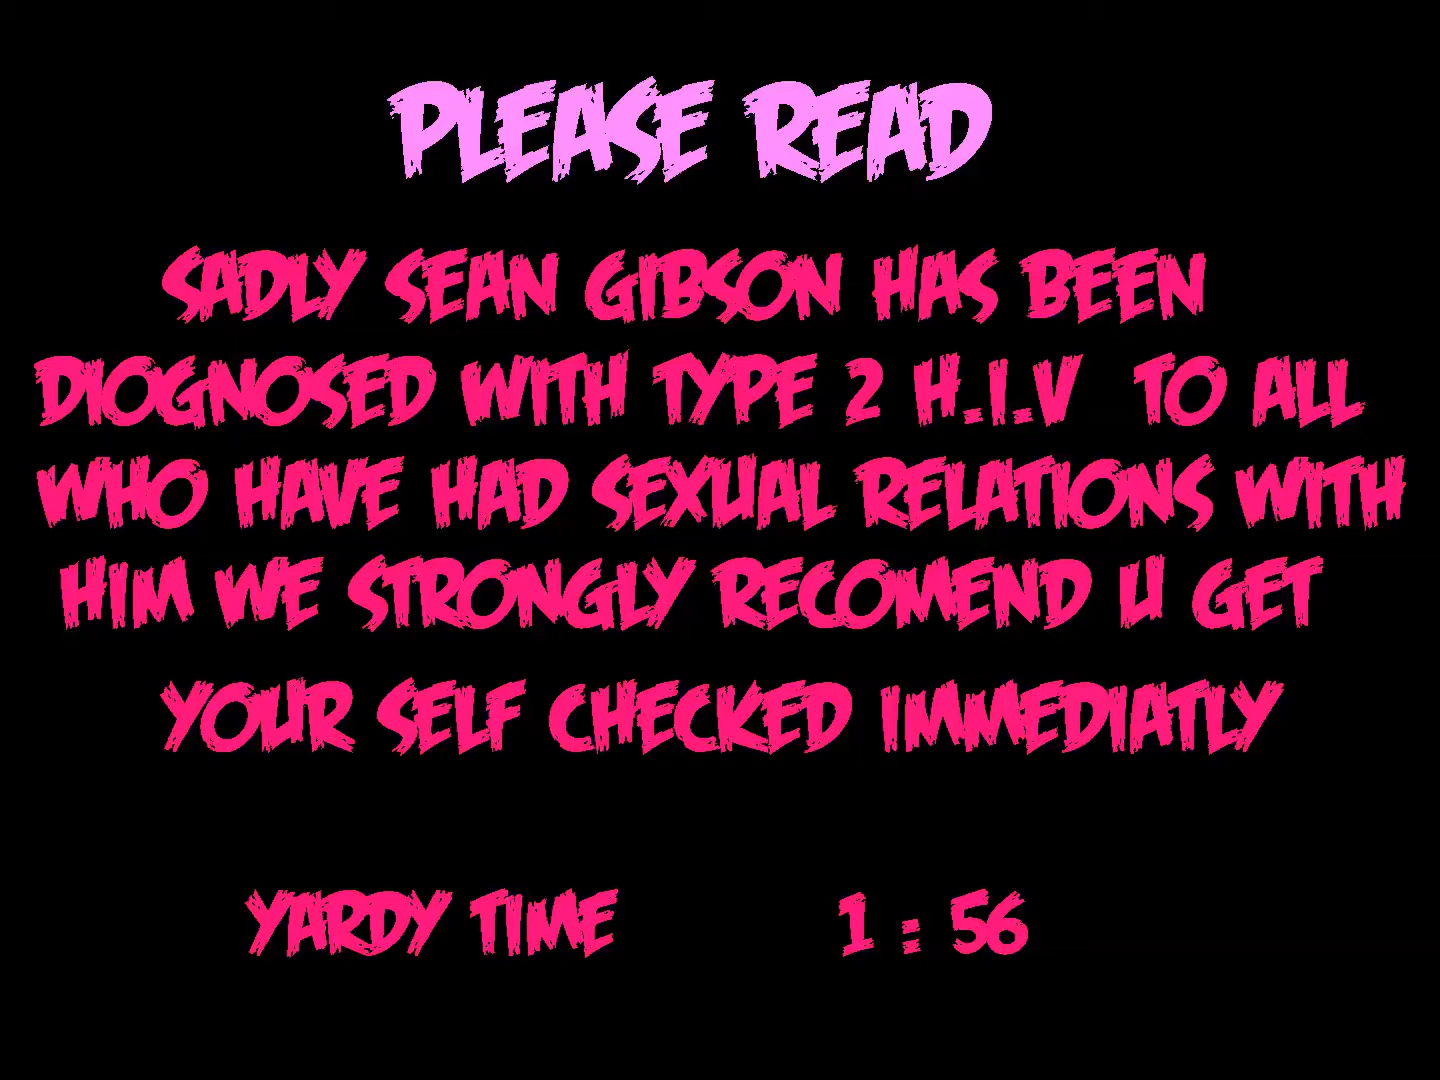 PLEASE READ
SADLY SEAN GIBSON HAS BEEN
DIOGNOSED WITH TYPE 2 H.I.V TO ALL
WHO HAVE HAD SEXUAL RELATIONS WITH
HIM WE STRONGLY RECOMEND U GET
YOUR SELF CHECKED IMMEDIATLY
YARDY TIME 1 : 56